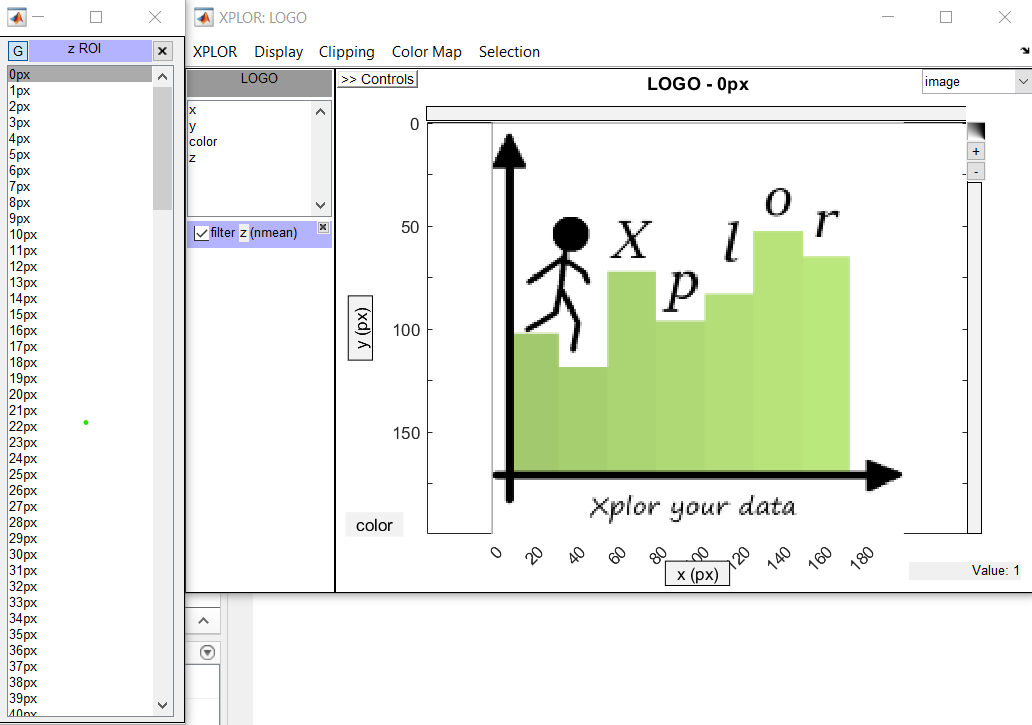 XPLOR: LOGO
G z ROI
0px
1px
2px
3px
4px
5px
6px
7px
8px
9px
10px
11px
12px
13px
14px
15px
16px
17px
18px
19px
20px
21px
22px
23px
24px
25px
26px
27px
28px
29px
30px
31px
32px
33px
34px
35px
36px
37px
38px
39px
40px
XPLOR Display Clipping Color Map Selection
LOGO
x
y
color
z
filter z (nmean)
>> Controls
LOGO - 0px
image
+
-
0
50
100
150
y (px)
X p l o r
Xplor your data
color
0 20 40 60 80 100 120 140 160 180
x (px)
Value: 1